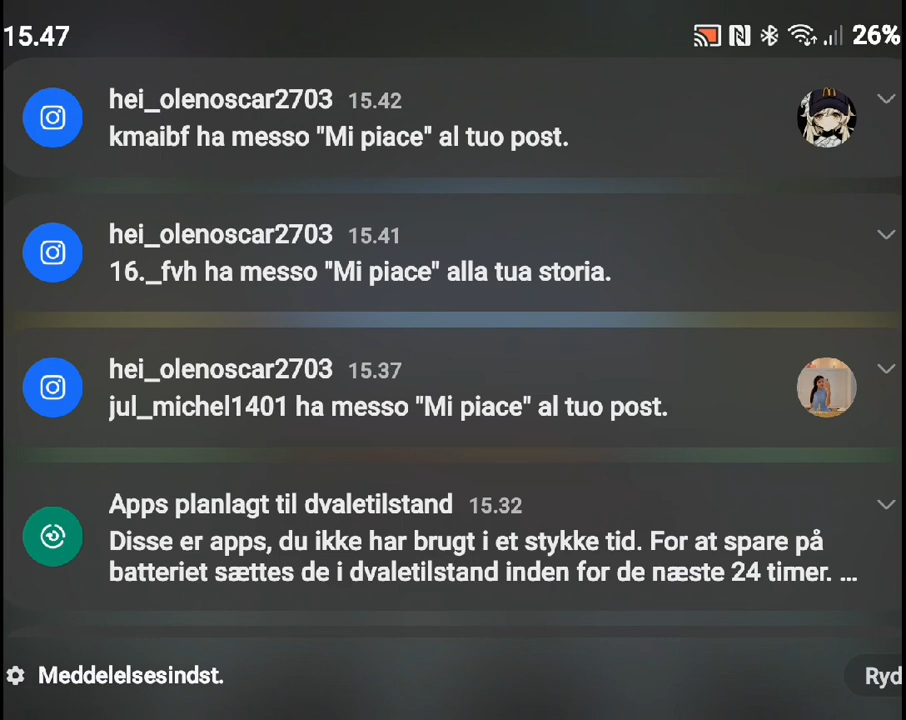 15.47
26%
hei_olenoscar2703 15.42
kmaibf ha messo "Mi piace" al tuo post.
hei_olenoscar2703 15.41
16._fvh ha messo "Mi piace" alla tua storia.
hei_olenoscar2703 15.37
jul_michel1401 ha messo "Mi piace" al tuo post.
Apps planlagt til dvaletilstand 15.32
Disse er apps, du ikke har brugt i et stykke tid. For at spare på
batteriet sættes de i dvaletilstand inden for de næste 24 timer. ...
Meddelelsesindst.
Ryd